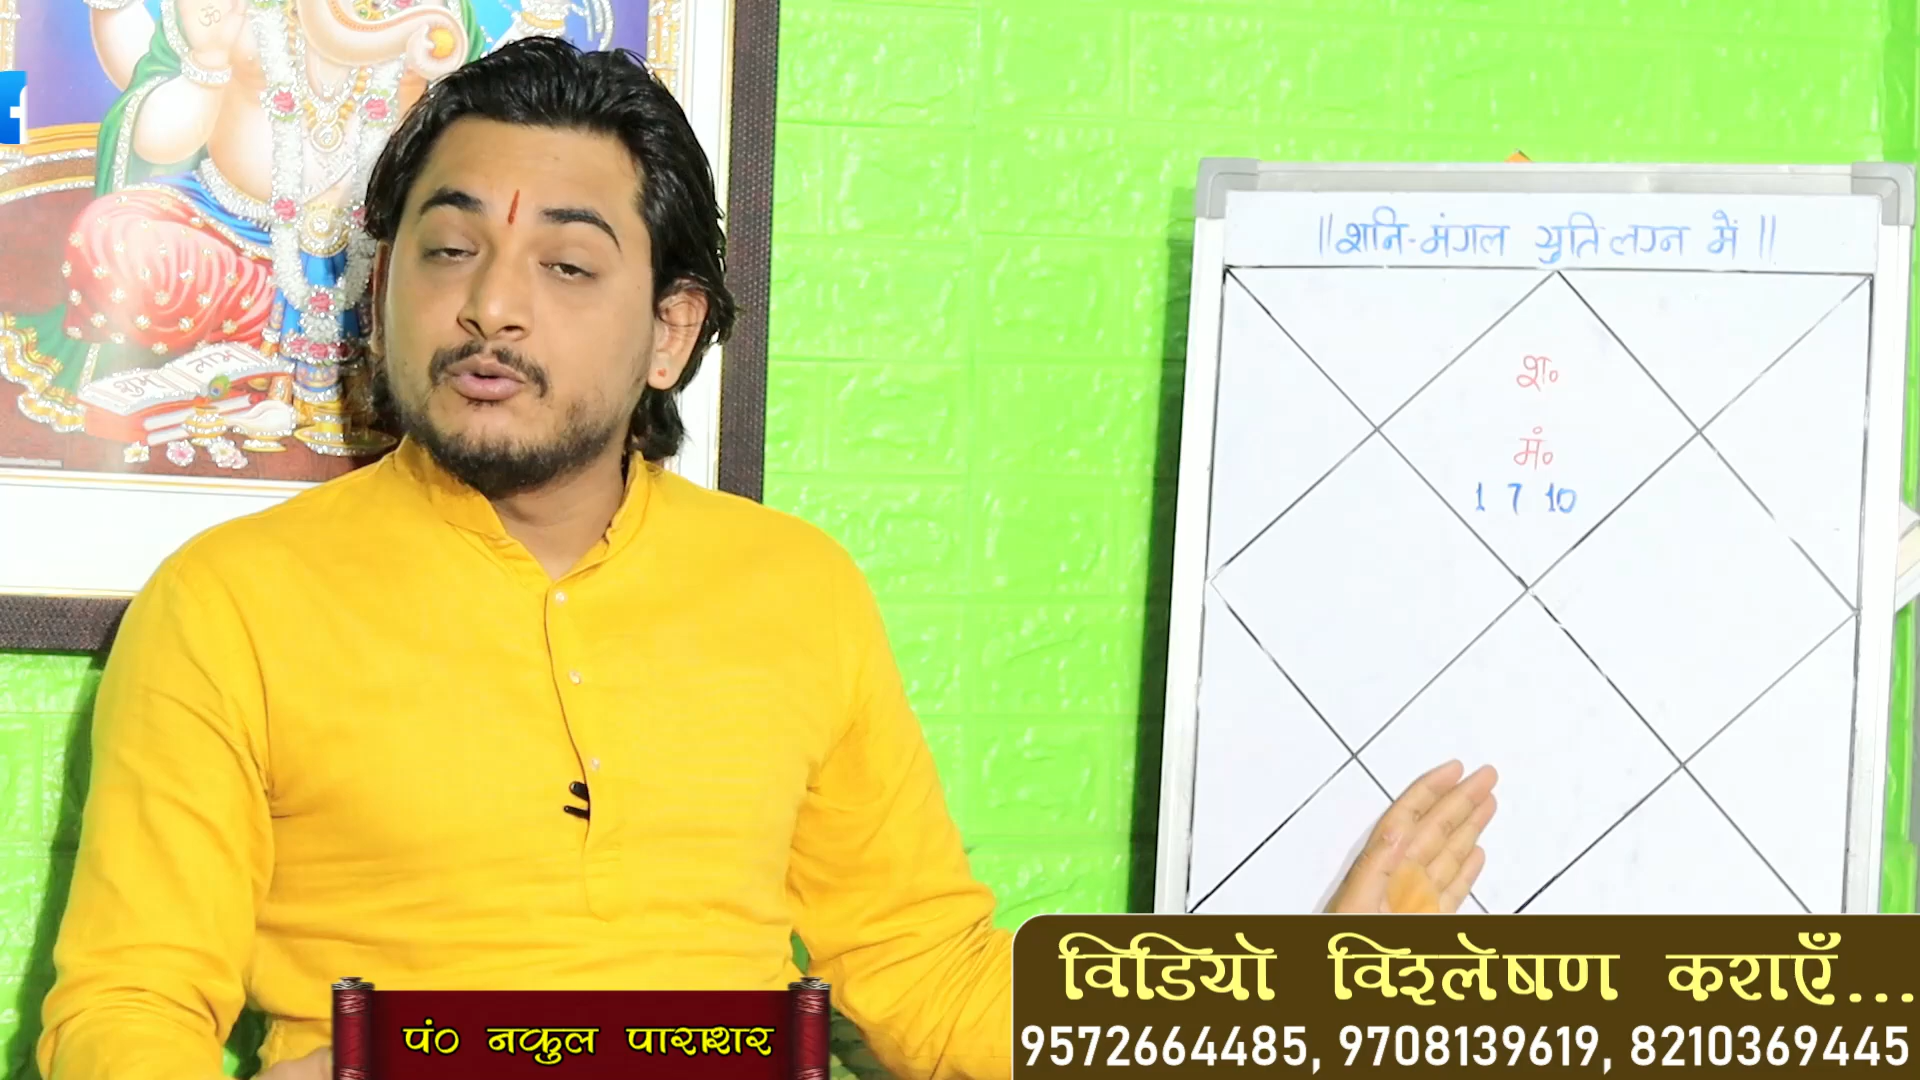 ॐ
शुभ लाभ
॥ शनि-मंगल युति लग्न में ॥
श०
मं०
1 7 10
पं० नकुल पाराशर
विडियो विश्लेषण कराएँ...
9572664485, 9708139619, 8210369445